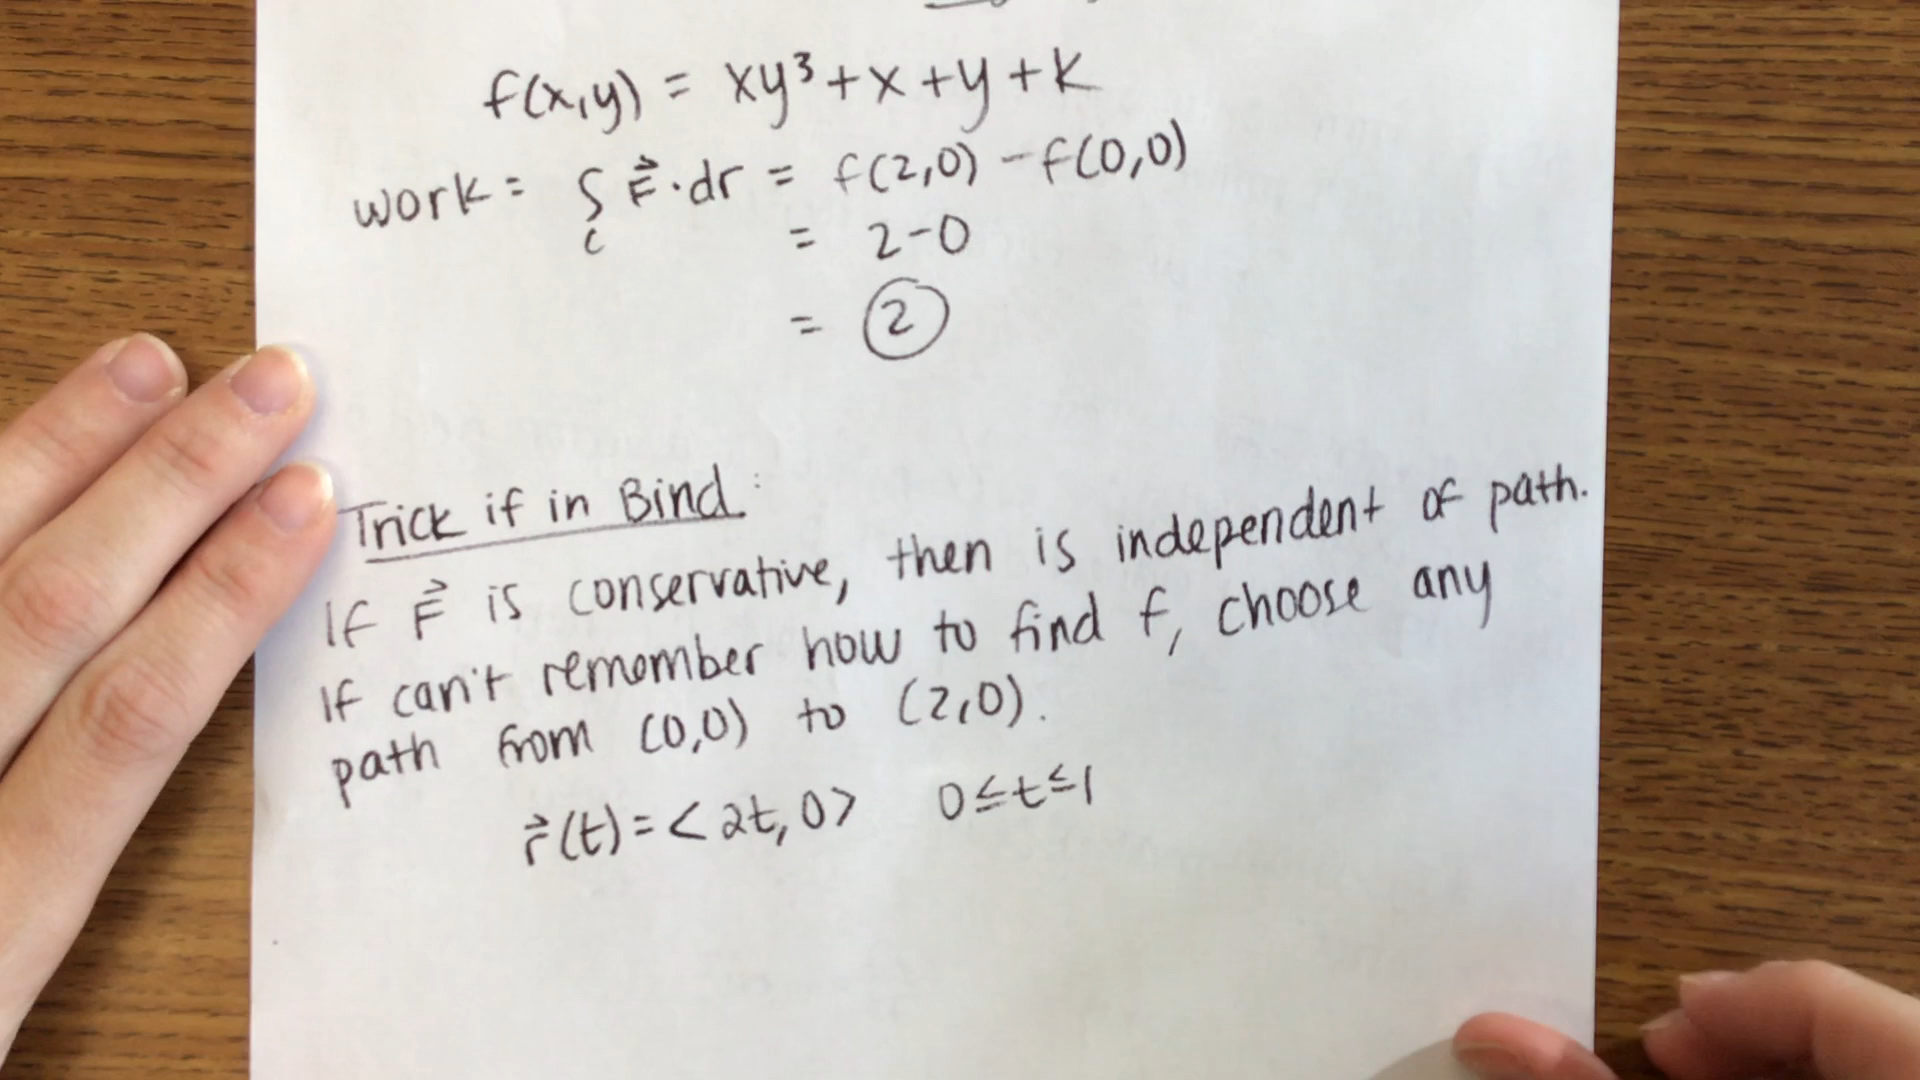 f(x,y) = xy³+x+y+K
work = ∫ F⃗·dr = f(2,0) - f(0,0)
c
= 2-0
= 2
Trick if in Bind:
If F⃗ is conservative, then is independent of path.
If can't remember how to find f, choose any
path from (0,0) to (2,0).
r⃗(t) = <2t, 0> 0≤t≤1